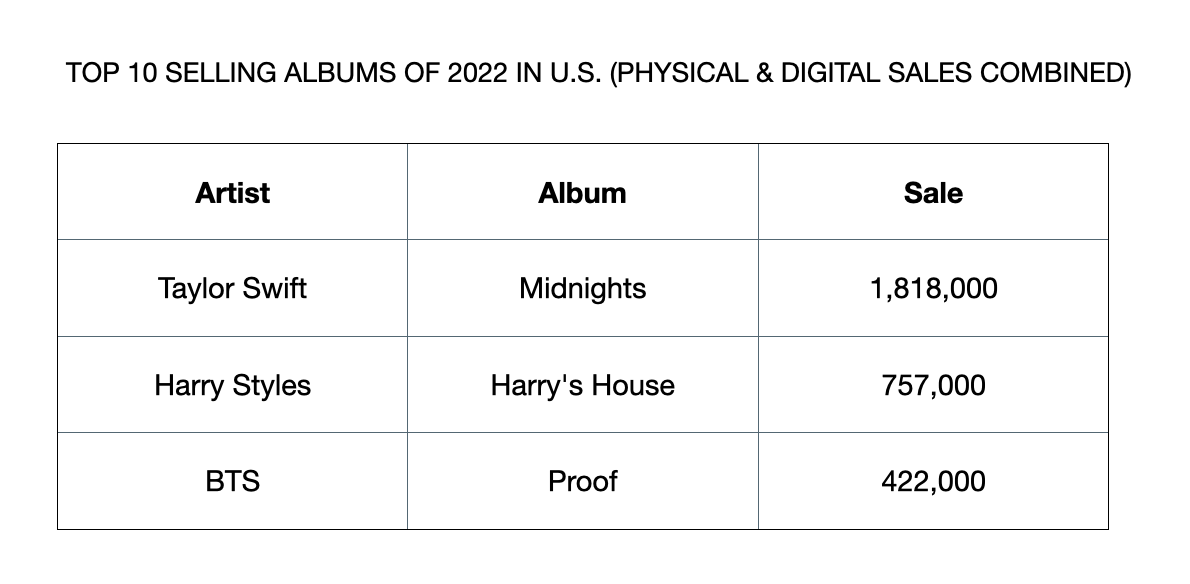 TOP 10 SELLING ALBUMS OF 2022 IN U.S. (PHYSICAL & DIGITAL SALES COMBINED)
Artist Album Sale
Taylor Swift Midnights 1,818,000
Harry Styles Harry's House 757,000
BTS Proof 422,000